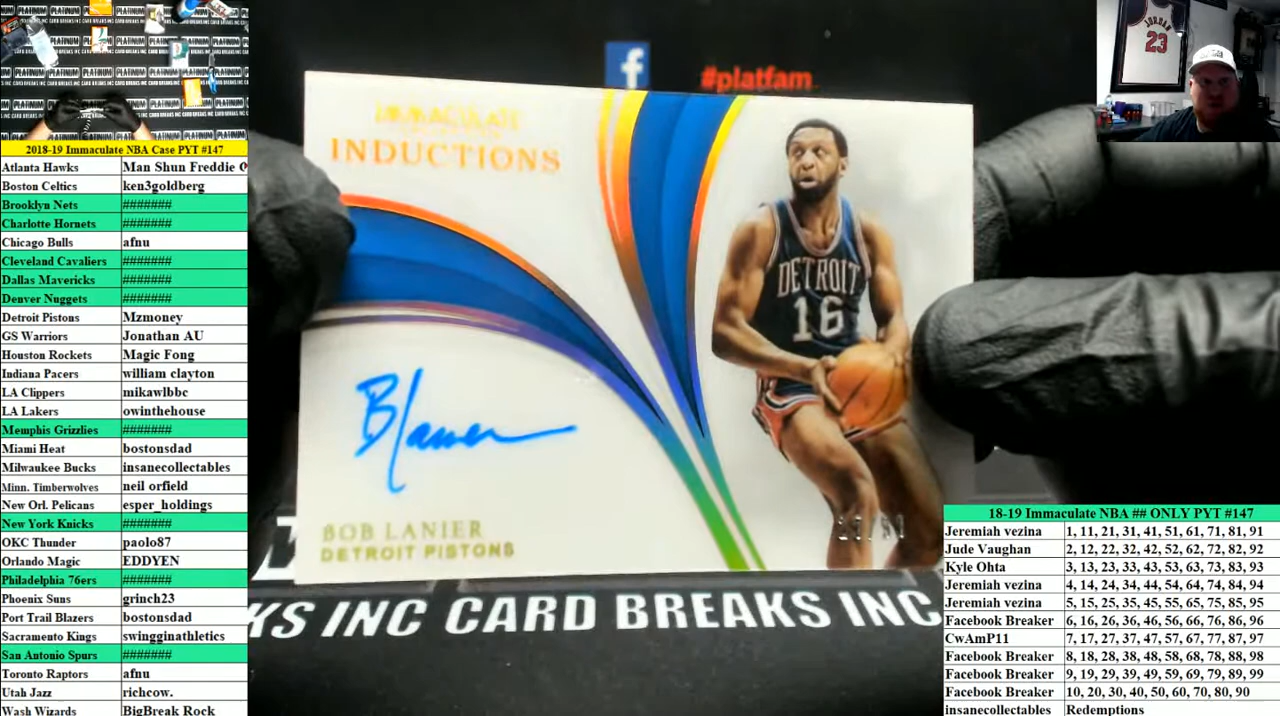 2018-19 Immaculate NBA Case PYT #147
Atlanta Hawks Man Shun Freddie
Boston Celtics ken3goldberg
Brooklyn Nets #######
Charlotte Hornets #######
Chicago Bulls afnu
Cleveland Cavaliers #######
Dallas Mavericks #######
Denver Nuggets #######
Detroit Pistons Mzmoney
GS Warriors Jonathan AU
Houston Rockets Magic Fong
Indiana Pacers william clayton
LA Clippers mikawlbbc
LA Lakers owinthehouse
Memphis Grizzlies #######
Miami Heat bostonsdad
Milwaukee Bucks insanecollectables
Minn. Timberwolves neil orfield
New Orl. Pelicans esper_holdings
New York Knicks #######
OKC Thunder paolo87
Orlando Magic EDDYEN
Philadelphia 76ers #######
Phoenix Suns grinch23
Port Trail Blazers bostonsdad
Sacramento Kings swingginathletics
San Antonio Spurs #######
Toronto Raptors afnu
Utah Jazz richcow.
Wash Wizards BigBreak Rock
f
#platfam
IMMACULATE
COLLECTION
INDUCTIONS
DETROIT
16
B Lanier
BOB LANIER
DETROIT PISTONS
KS INC CARD BREAKS INC
JORDAN
23
18-19 Immaculate NBA ## ONLY PYT #147
Jeremiah vezina 1, 11, 21, 31, 41, 51, 61, 71, 81, 91
Jude Vaughan 2, 12, 22, 32, 42, 52, 62, 72, 82, 92
Kyle Ohta 3, 13, 23, 33, 43, 53, 63, 73, 83, 93
Jeremiah vezina 4, 14, 24, 34, 44, 54, 64, 74, 84, 94
Jeremiah vezina 5, 15, 25, 35, 45, 55, 65, 75, 85, 95
Facebook Breaker 6, 16, 26, 36, 46, 56, 66, 76, 86, 96
CwAmP11 7, 17, 27, 37, 47, 57, 67, 77, 87, 97
Facebook Breaker 8, 18, 28, 38, 48, 58, 68, 78, 88, 98
Facebook Breaker 9, 19, 29, 39, 49, 59, 69, 79, 89, 99
Facebook Breaker 10, 20, 30, 40, 50, 60, 70, 80, 90
insanecollectables Redemptions